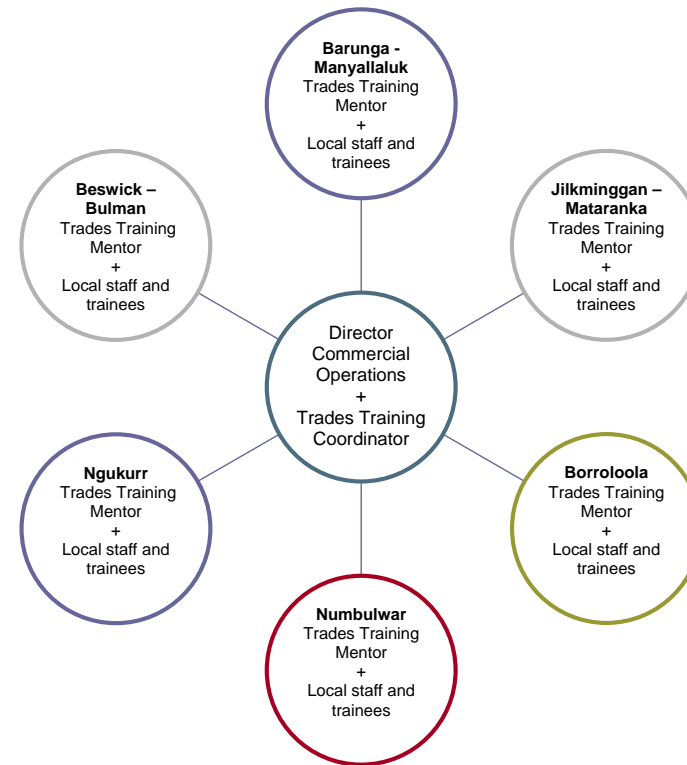 Barunga -
Manyallaluk
Trades Training
Mentor
+
Local staff and
trainees
Beswick –
Bulman
Trades Training
Mentor
+
Local staff and
trainees
Jilkminggan –
Mataranka
Trades Training
Mentor
+
Local staff and
trainees
Director
Commercial
Operations
+
Trades Training
Coordinator
Ngukurr
Trades Training
Mentor
+
Local staff and
trainees
Borroloola
Trades Training
Mentor
+
Local staff and
trainees
Numbulwar
Trades Training
Mentor
+
Local staff and
trainees